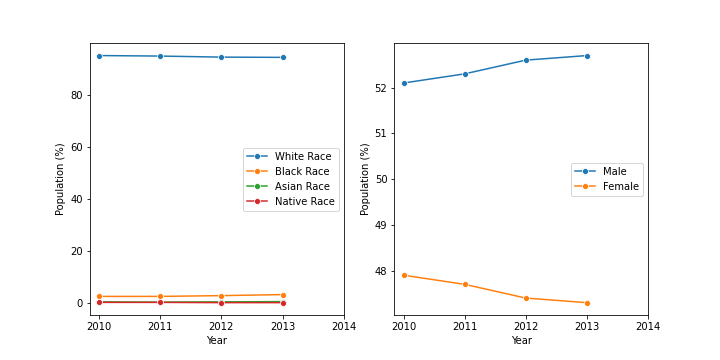 80
60
40
20
0
Population (%)
2010 2011 2012 2013 2014
Year
White Race
Black Race
Asian Race
Native Race
52
51
50
49
48
Population (%)
2010 2011 2012 2013 2014
Year
Male
Female